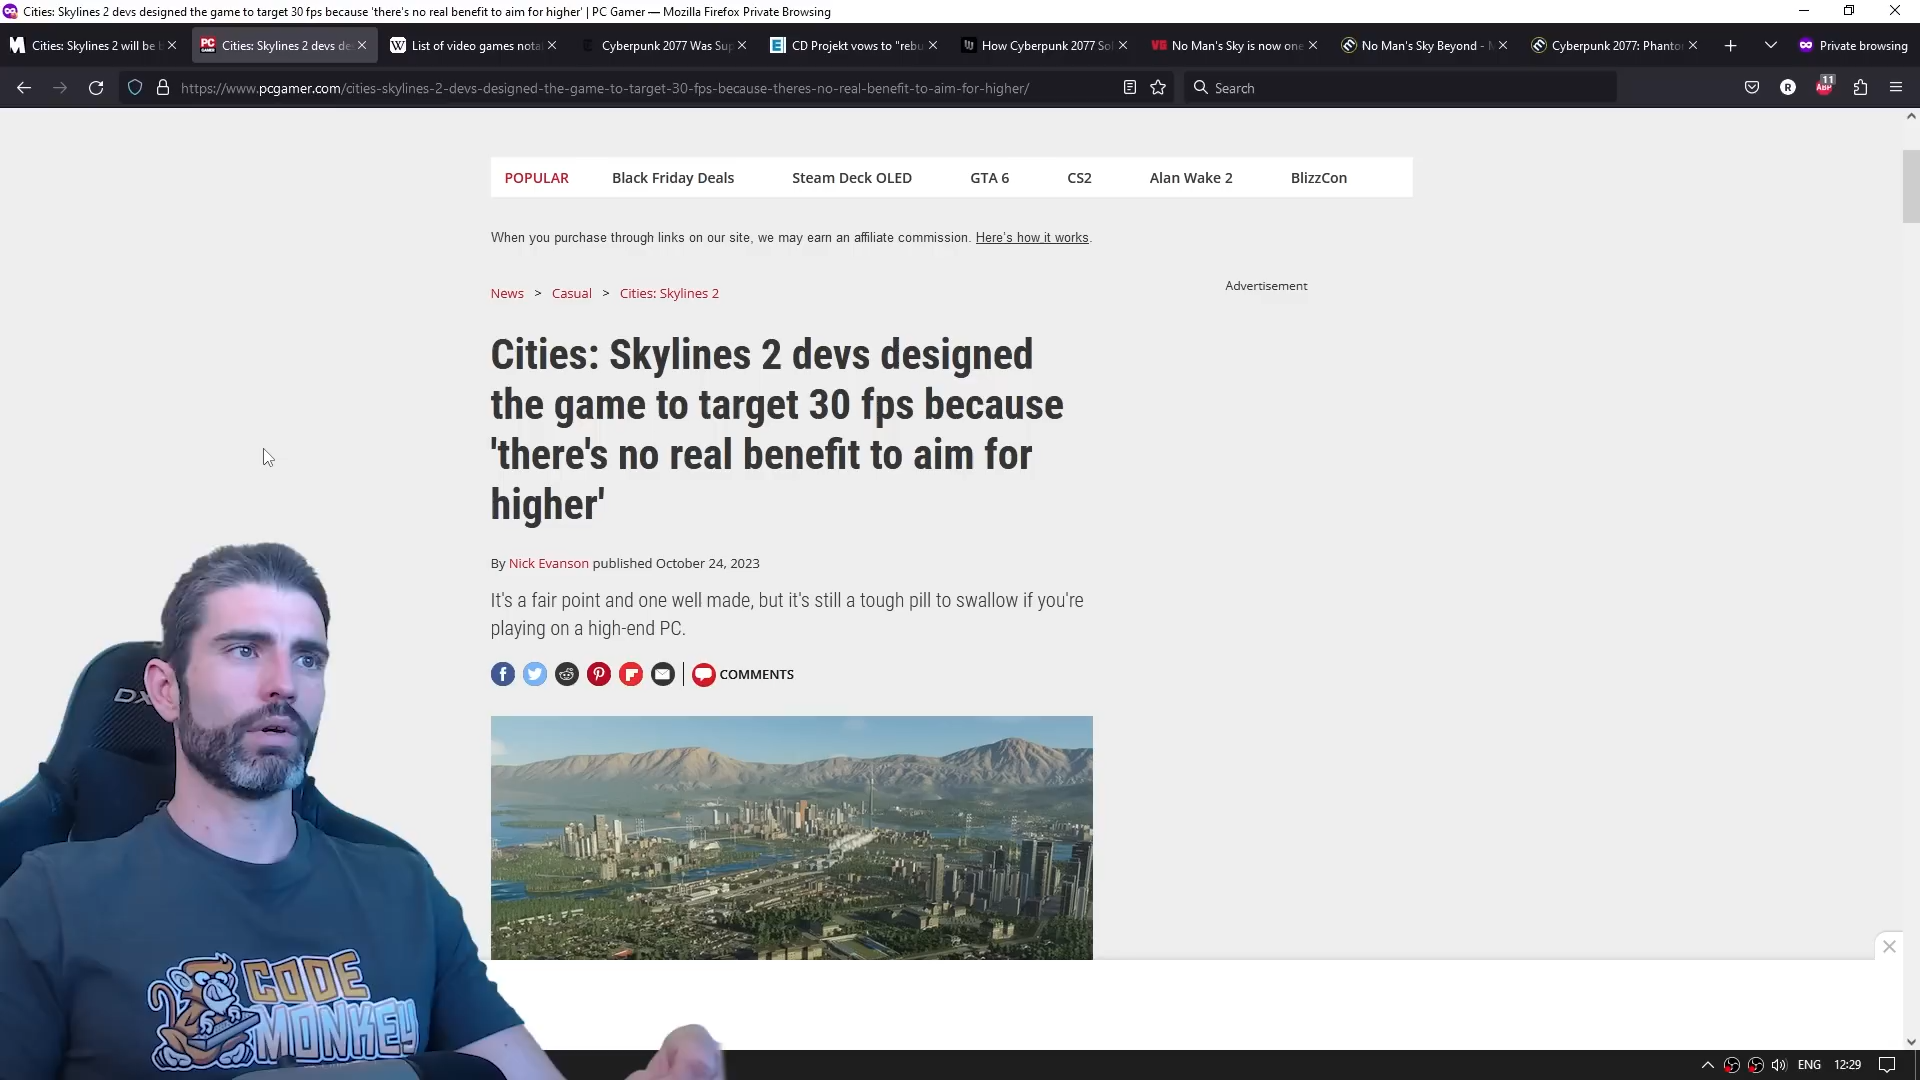 Cities: Skylines 2 devs designed the game to target 30 fps because 'there's no real benefit to aim for higher' | PC Gamer — Mozilla Firefox Private Browsing
Cities: Skylines 2 will be b
Cities: Skylines 2 devs de
List of video games nota
Cyberpunk 2077 Was Sup
CD Projekt vows to "rebu
How Cyberpunk 2077 Sol
No Man's Sky is now one
No Man's Sky Beyond -
Cyberpunk 2077: Phanto
Private browsing
https://www.pcgamer.com/cities-skylines-2-devs-designed-the-game-to-target-30-fps-because-theres-no-real-benefit-to-aim-for-higher/
Search
11
ABP
R
POPULAR
Black Friday Deals
Steam Deck OLED
GTA 6
CS2
Alan Wake 2
BlizzCon
When you purchase through links on our site, we may earn an affiliate commission. Here's how it works.
News > Casual > Cities: Skylines 2
Advertisement
Cities: Skylines 2 devs designed
the game to target 30 fps because
'there's no real benefit to aim for
higher'
By Nick Evanson published October 24, 2023
It's a fair point and one well made, but it's still a tough pill to swallow if you're
playing on a high-end PC.
COMMENTS
DX
CODE
MONKEY
ENG
12:29